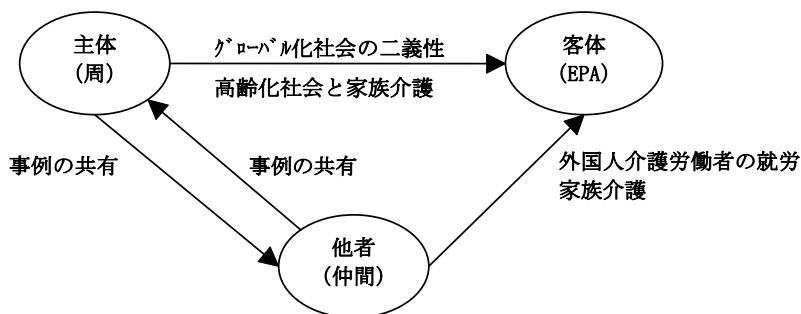 主体
(周)
ｸﾞﾛｰﾊﾞﾙ化社会の二義性
高齢化社会と家族介護
客体
(EPA)
事例の共有
事例の共有
外国人介護労働者の就労
家族介護
他者
(仲間)